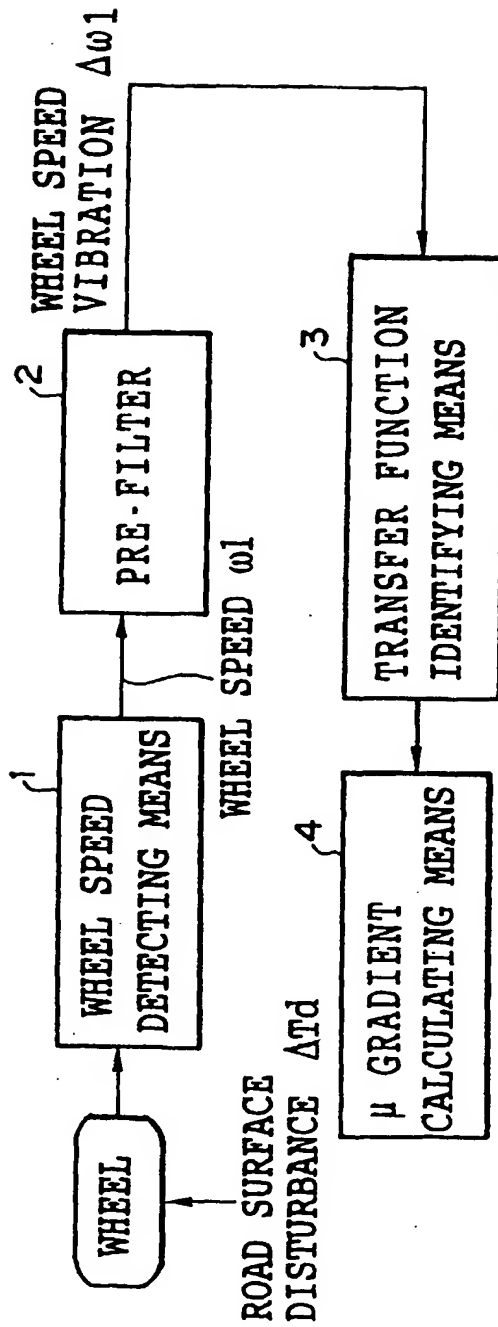 WHEEL
ROAD SURFACE
DISTURBANCE ΔTd
1
WHEEL SPEED
DETECTING MEANS
WHEEL SPEED ω1
2
PRE-FILTER
WHEEL SPEED
VIBRATION Δω1
3
TRANSFER FUNCTION
IDENTIFYING MEANS
4
μ GRADIENT
CALCULATING MEANS